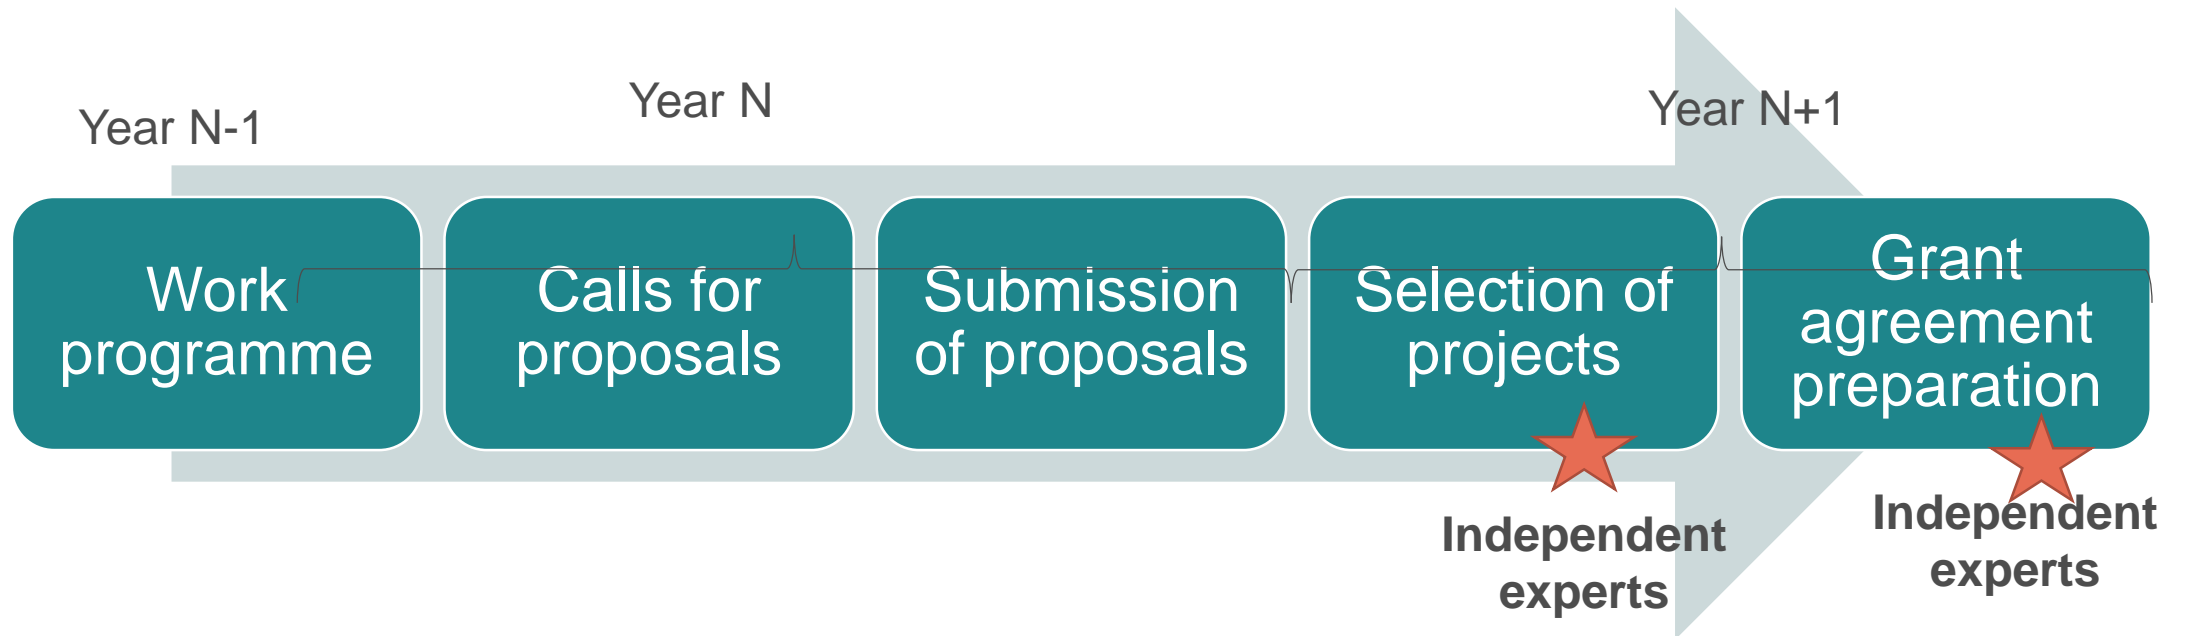 Year N-1
Year N
Year N+1
Work
programme
Calls for
proposals
Submission
of proposals
Selection of
projects
Grant
agreement
preparation
Independent
experts
Independent
experts